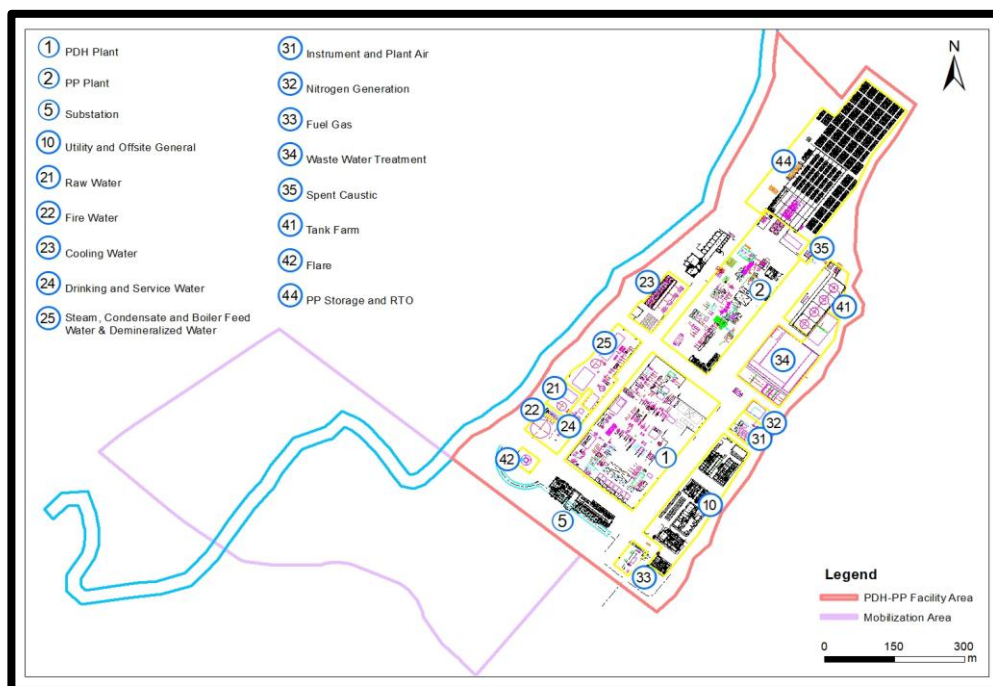 1 PDH Plant
2 PP Plant
5 Substation
10 Utility and Offsite General
21 Raw Water
22 Fire Water
23 Cooling Water
24 Drinking and Service Water
25 Steam, Condensate and Boiler Feed
Water & Demineralized Water
31 Instrument and Plant Air
32 Nitrogen Generation
33 Fuel Gas
34 Waste Water Treatment
35 Spent Caustic
41 Tank Farm
42 Flare
44 PP Storage and RTO
N
44
35
23
2
41
25
34
21
22
24
32
31
42
1
10
5
33
Legend
PDH-PP Facility Area
Mobilization Area
0 150 300
m